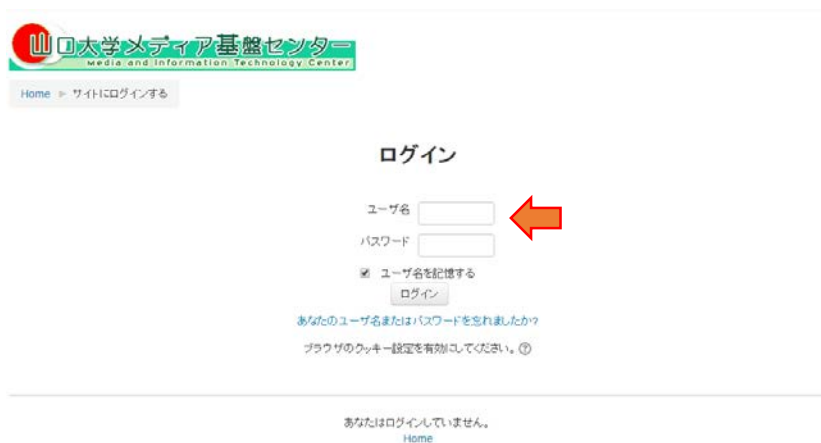 山口大学メディア基盤センター
Media and Information Technology Center
Home ► サイトにログインする
ログイン
ユーザ名
パスワード
ユーザ名を記憶する
ログイン
あなたのユーザ名またはパスワードを忘れましたか?
ブラウザのクッキー設定を有効にしてください。
あなたはログインしていません。
Home